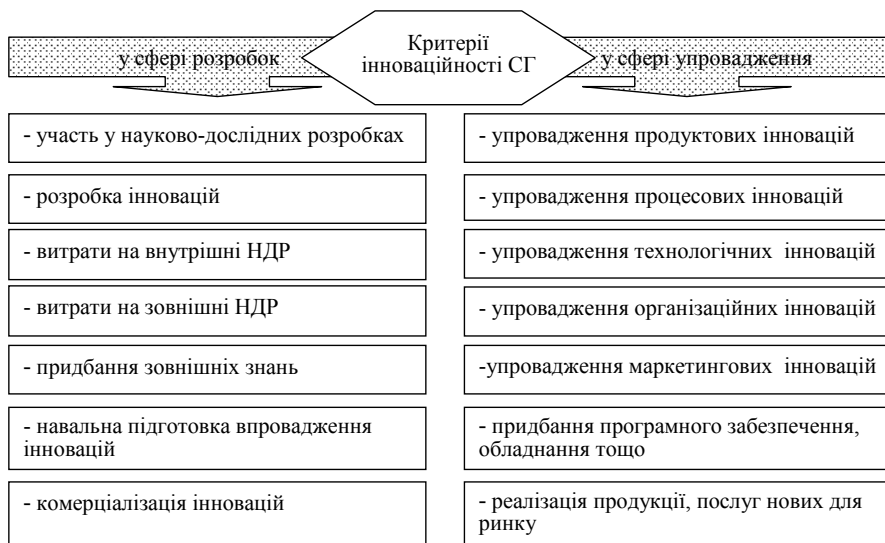 Критерії
інноваційності СГ
у сфері розробок
у сфері упровадження
- участь у науково-дослідних розробках
- розробка інновацій
- витрати на внутрішні НДР
- витрати на зовнішні НДР
- придбання зовнішніх знань
- навальна підготовка впровадження
інновацій
- комерціалізація інновацій
- упровадження продуктових інновацій
- упровадження процесових інновацій
- упровадження технологічних інновацій
- упровадження організаційних інновацій
-упровадження маркетингових інновацій
- придбання програмного забезпечення,
обладнання тощо
- реалізація продукції, послуг нових для
ринку